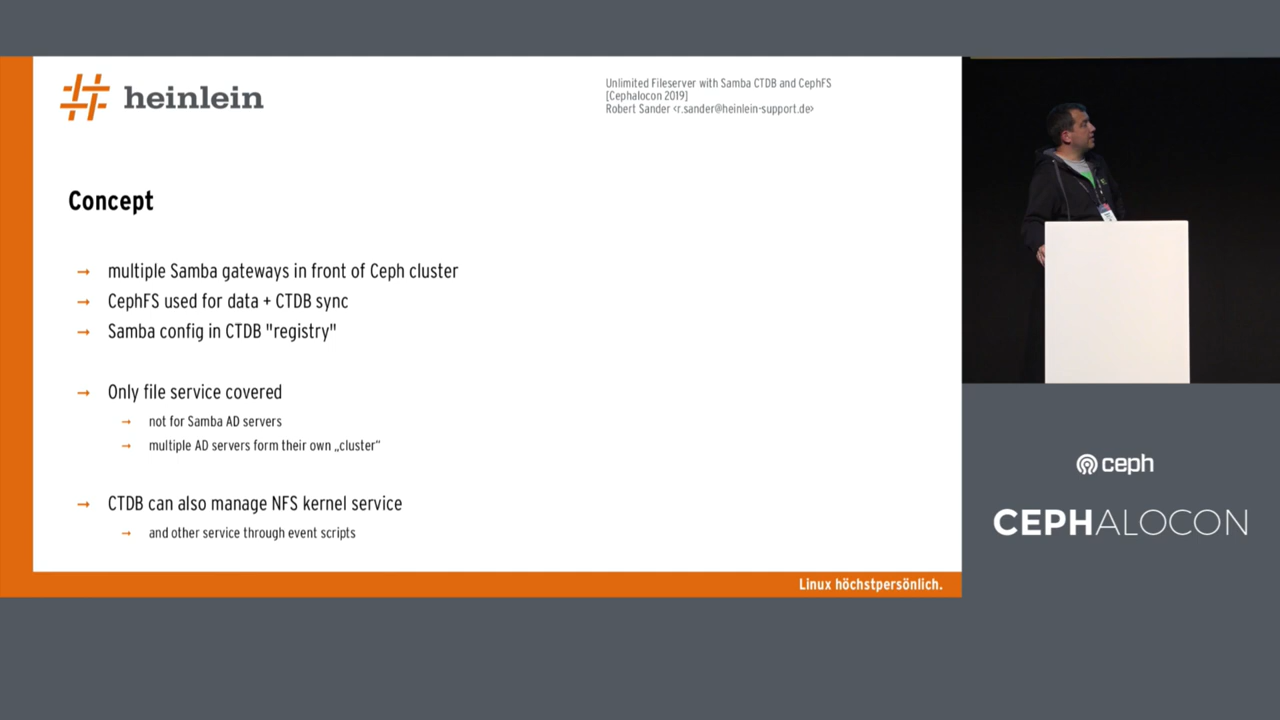 heinlein
Unlimited Fileserver with Samba CTDB and CephFS
[Cephalocon 2019]
Robert Sander <r.sander@heinlein-support.de>
Concept
→ multiple Samba gateways in front of Ceph cluster
→ CephFS used for data + CTDB sync
→ Samba config in CTDB "registry"
→ Only file service covered
→ not for Samba AD servers
→ multiple AD servers form their own „cluster“
→ CTDB can also manage NFS kernel service
→ and other service through event scripts
Linux höchstpersönlich.
ceph
CEPHALOCON